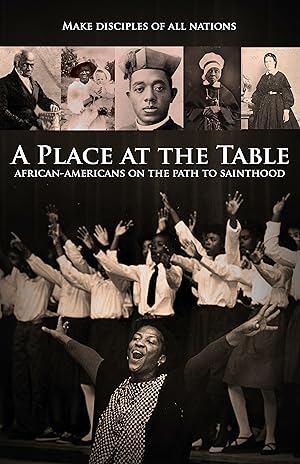 MAKE DISCIPLES OF ALL NATIONS
A PLACE AT THE TABLE
AFRICAN-AMERICANS ON THE PATH TO SAINTHOOD